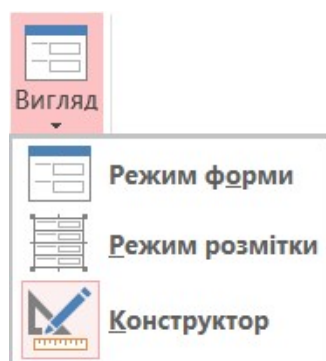 Вигляд
Режим форми
Режим розмітки
Конструктор